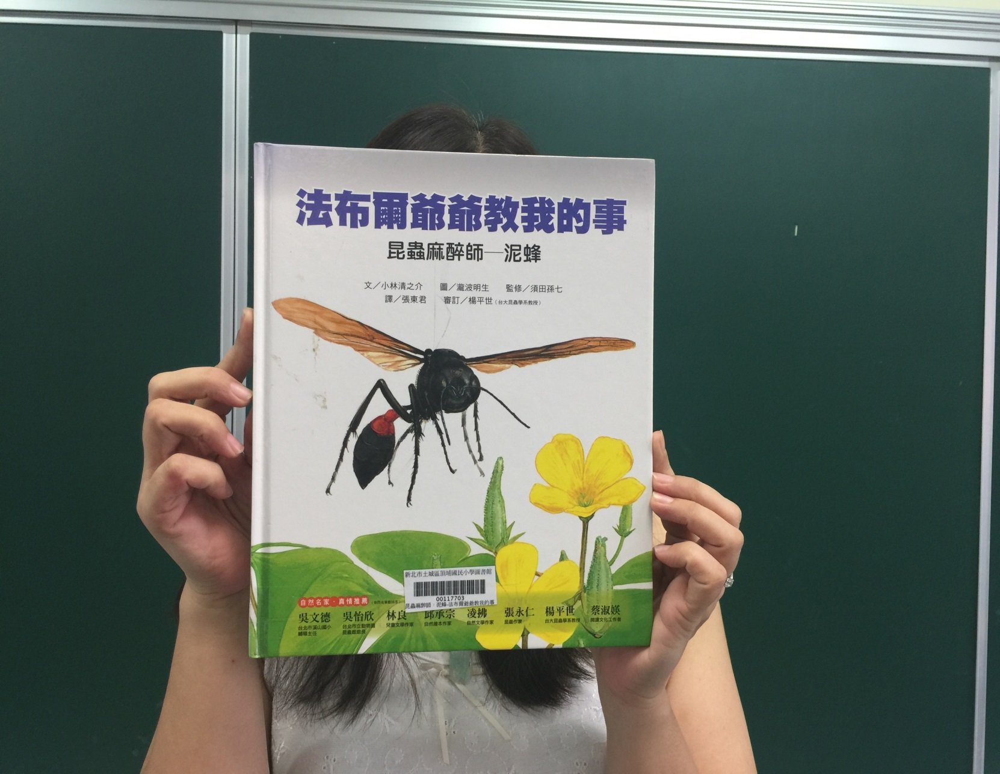 法布爾爺爺教我的事
昆蟲麻醉師—泥蜂
文／小林清之介 圖／瀧波明生 監修／須田孫七
譯／張東君 審訂／楊平世（台大昆蟲學系教授）
新北市土城區頂埔國民小學圖書館
00117703
昆蟲麻醉師：泥蜂-法布爾爺爺教我的事
自然名家・真情推薦
吳文德 吳怡欣 林良 邱承宗 凌拂 張永仁 楊平世 蔡淑媖
台北市溪山國小 台北市立動物園 兒童文學作家 自然繪本作家 自然文學作家 昆蟲作家 台大昆蟲學系教授 閱讀文化工作者
輔導主任 昆蟲館館長